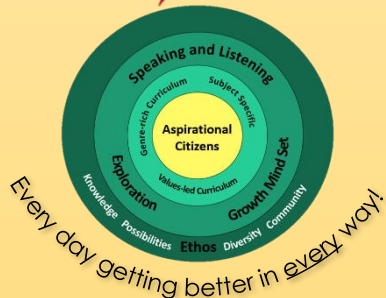 Speaking and Listening
Genre-rich Curriculum
Subject Specific
Aspirational
Citizens
Values-led Curriculum
Exploration
Growth Mind Set
Knowledge Possibilities Ethos Diversity Community
Every day getting better in every way!